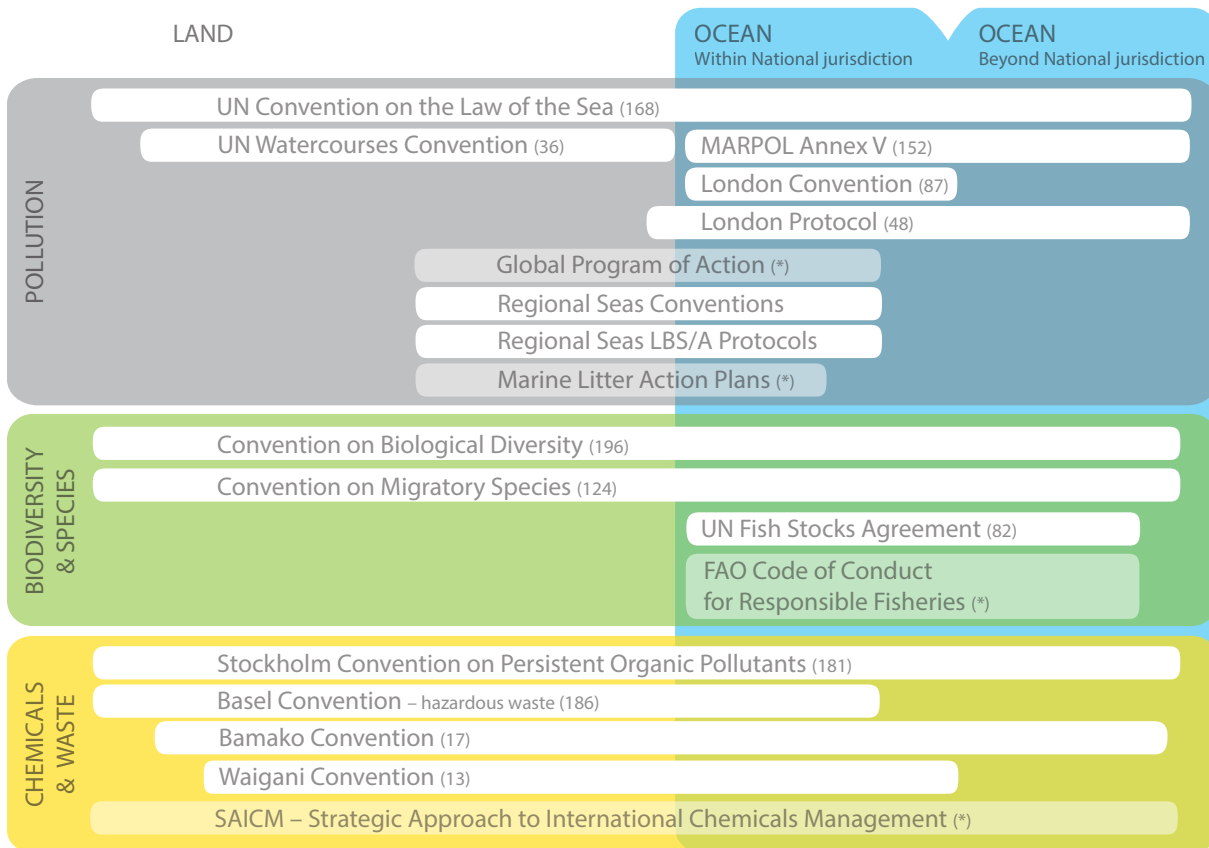 LAND
OCEAN
Within National jurisdiction
OCEAN
Beyond National jurisdiction
POLLUTION
UN Convention on the Law of the Sea (168)
UN Watercourses Convention (36)
MARPOL Annex V (152)
London Convention (87)
London Protocol (48)
Global Program of Action (*)
Regional Seas Conventions
Regional Seas LBS/A Protocols
Marine Litter Action Plans (*)
BIODIVERSITY
& SPECIES
Convention on Biological Diversity (196)
Convention on Migratory Species (124)
UN Fish Stocks Agreement (82)
FAO Code of Conduct
for Responsible Fisheries (*)
CHEMICALS
& WASTE
Stockholm Convention on Persistent Organic Pollutants (181)
Basel Convention – hazardous waste (186)
Bamako Convention (17)
Waigani Convention (13)
SAICM – Strategic Approach to International Chemicals Management (*)